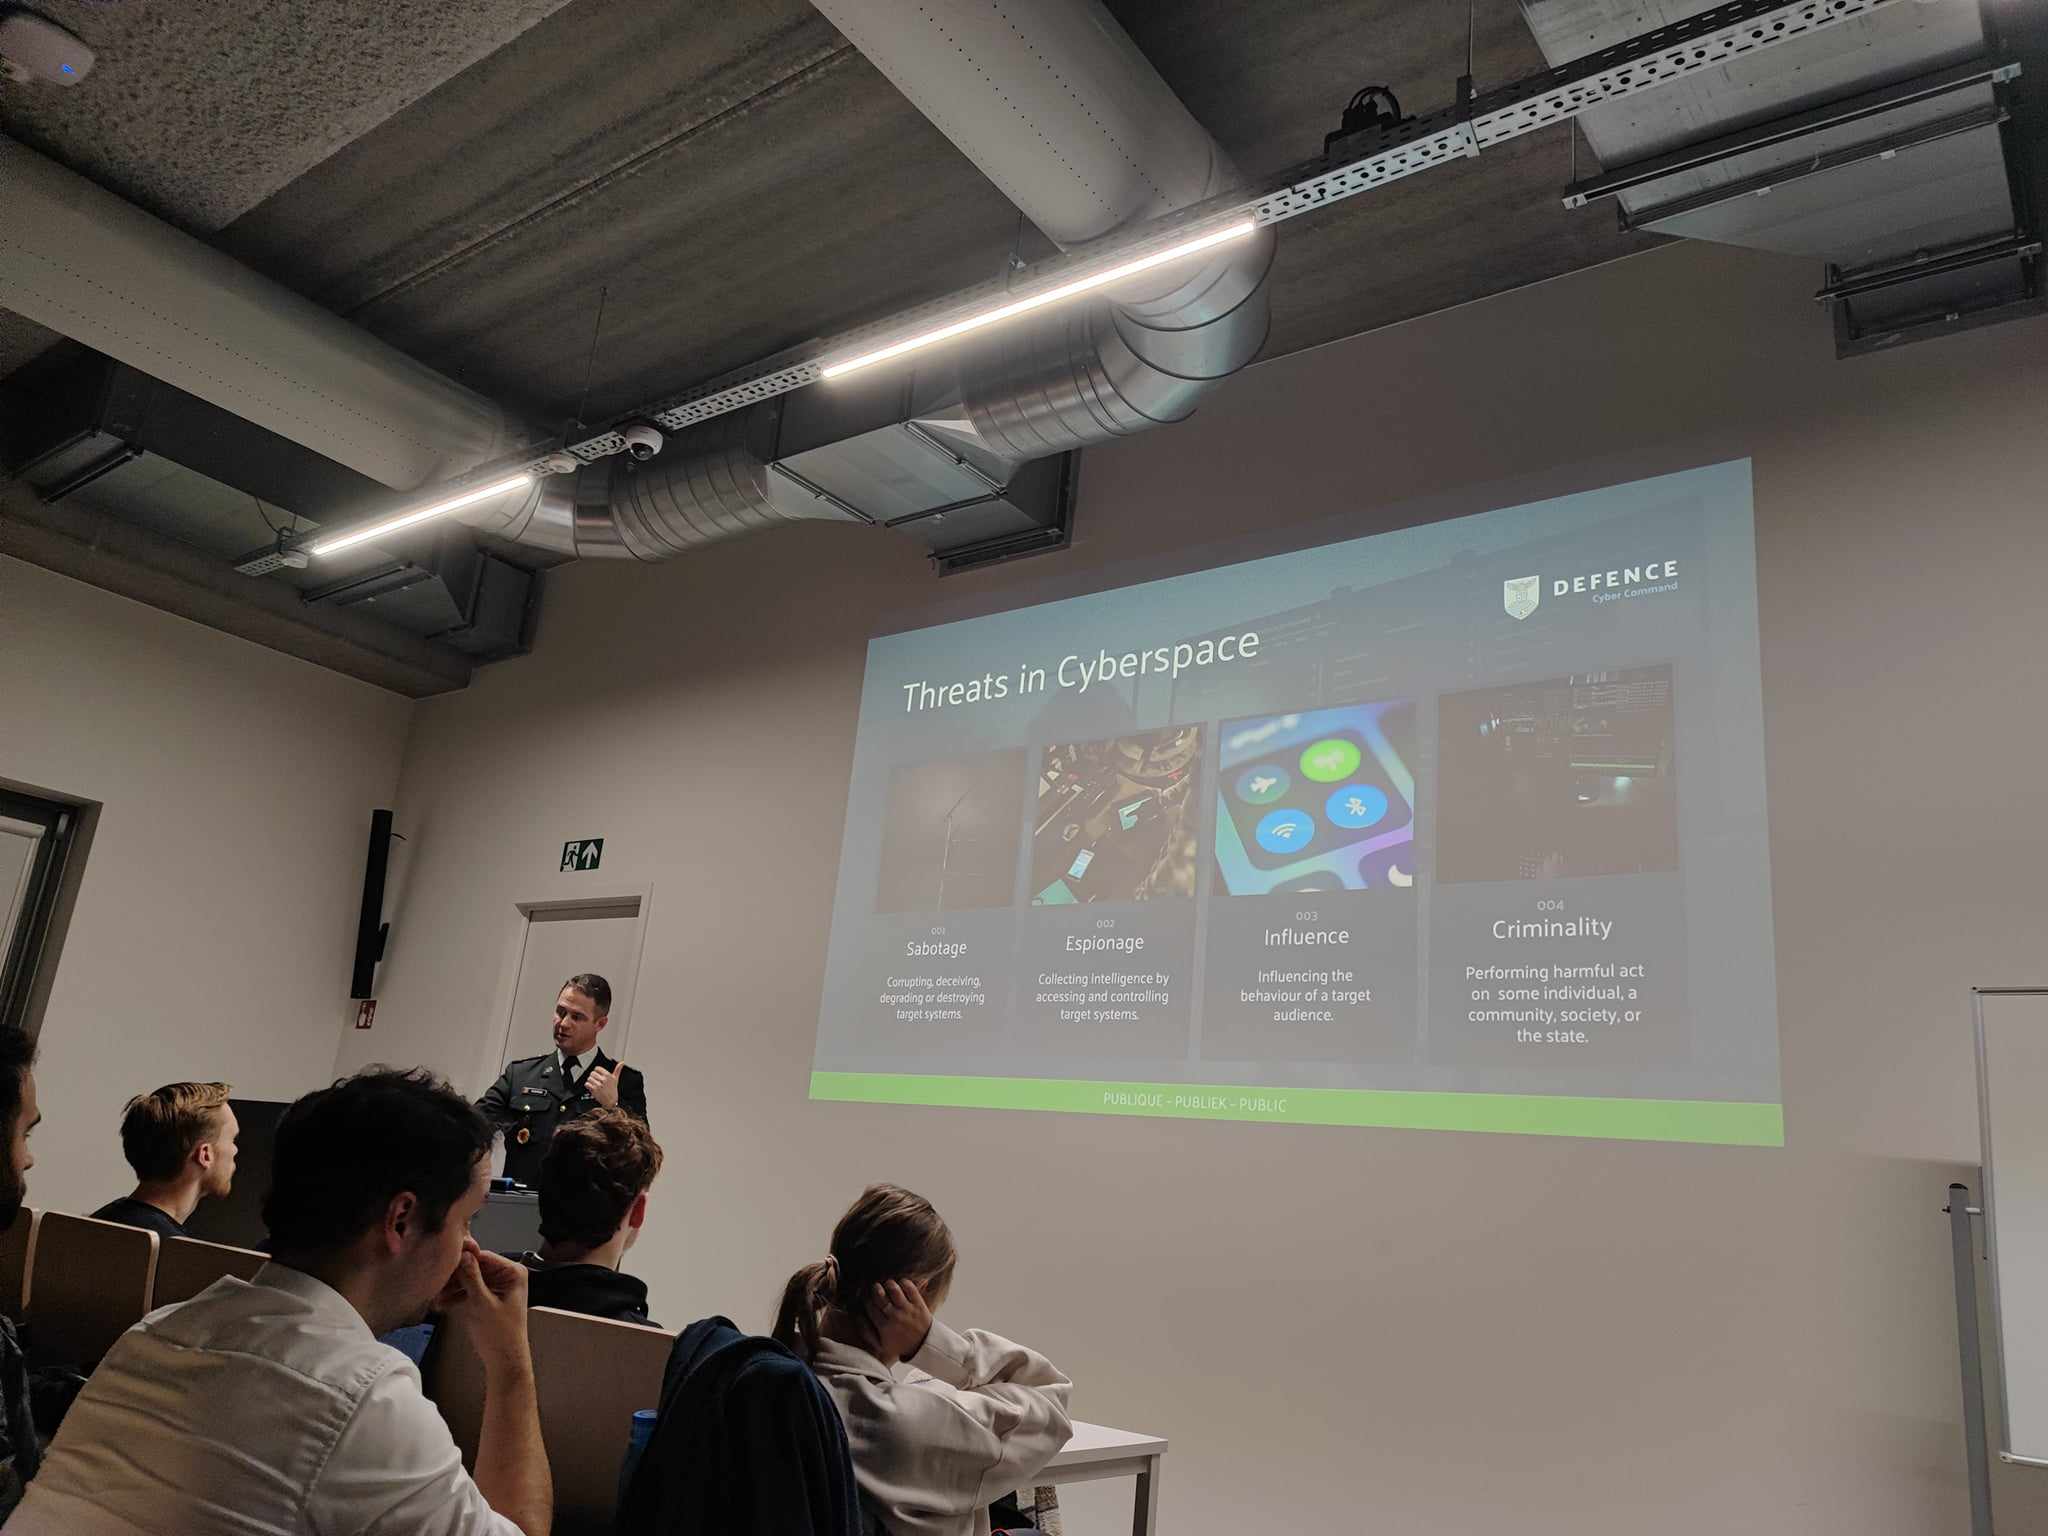 DEFENCE
Cyber Command
Threats in Cyberspace
001
Sabotage
Corrupting, deceiving,
degrading or destroying
target systems.
002
Espionage
Collecting intelligence by
accessing and controlling
target systems.
003
Influence
Influencing the
behaviour of a target
audience.
004
Criminality
Performing harmful act
on some individual, a
community, society, or
the state.
PUBLIQUE - PUBLIEK - PUBLIC